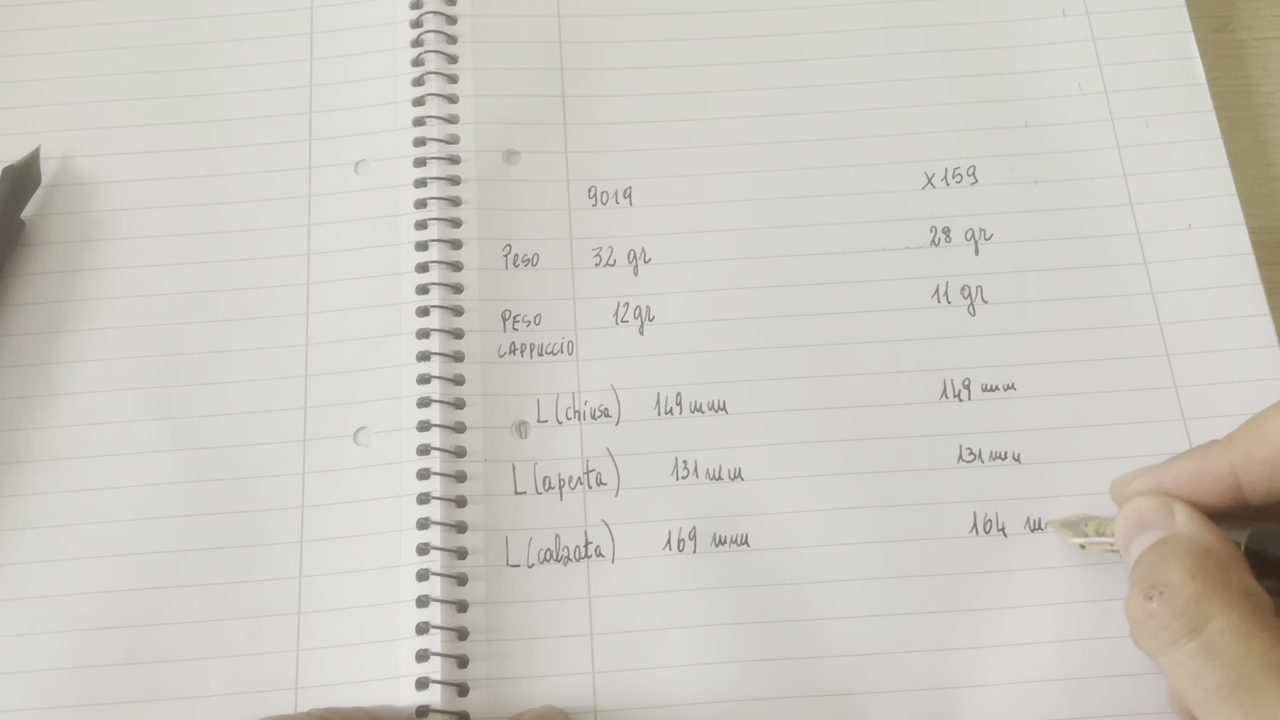 9019 X159
Peso 32 gr 28 gr
PESO 12gr 11 gr
CAPPUCCIO
L (chiusa) 149 mm 149 mm
L (aperta) 131 mm 131 mm
L (calzata) 169 mm 164 m